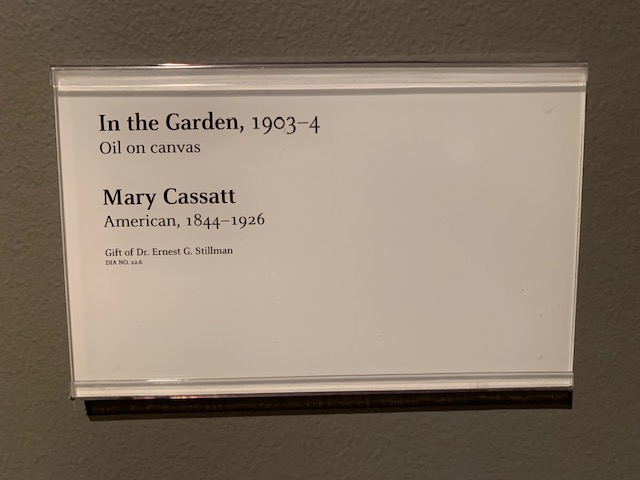 In the Garden, 1903–4
Oil on canvas
Mary Cassatt
American, 1844–1926
Gift of Dr. Ernest G. Stillman
DIA NO. 22.6